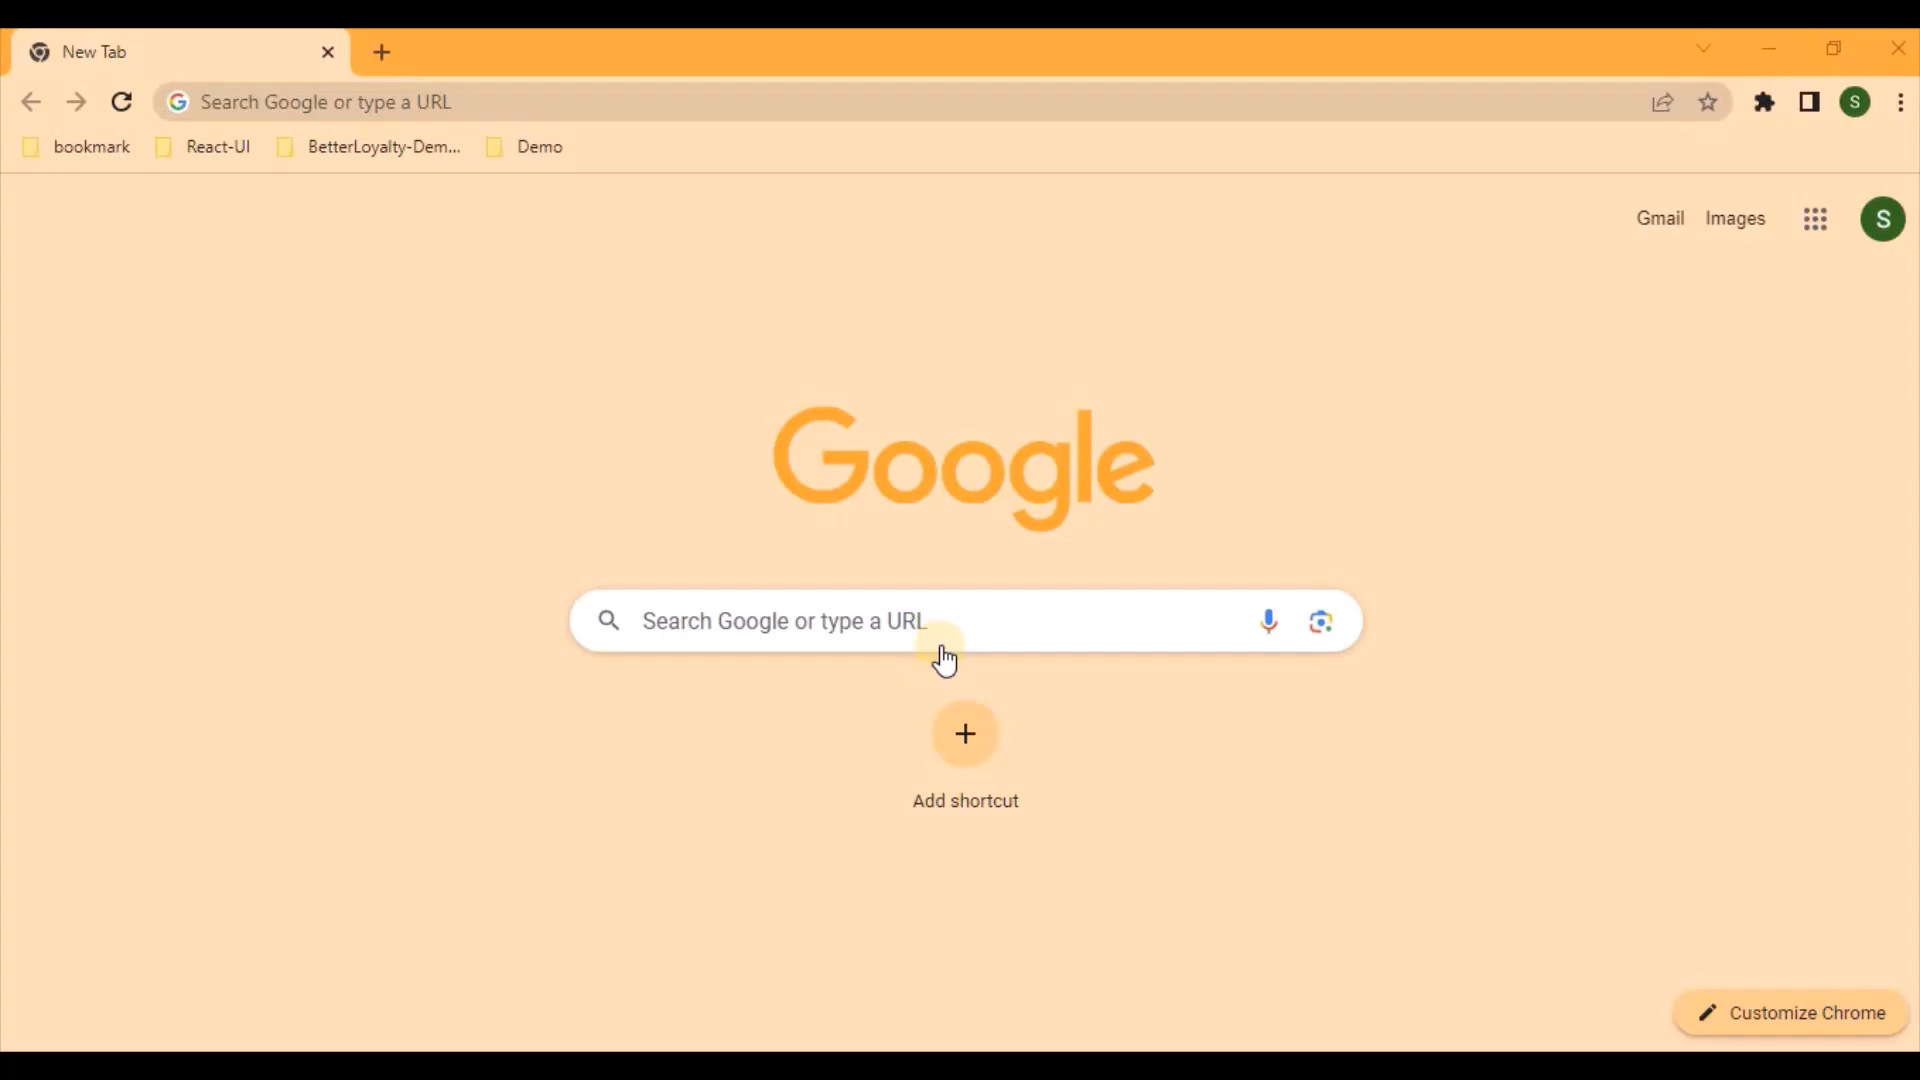 New Tab
Search Google or type a URL
S
bookmark
React-UI
BetterLoyalty-Dem...
Demo
Gmail
Images
S
Google
Search Google or type a URL
Add shortcut
Customize Chrome